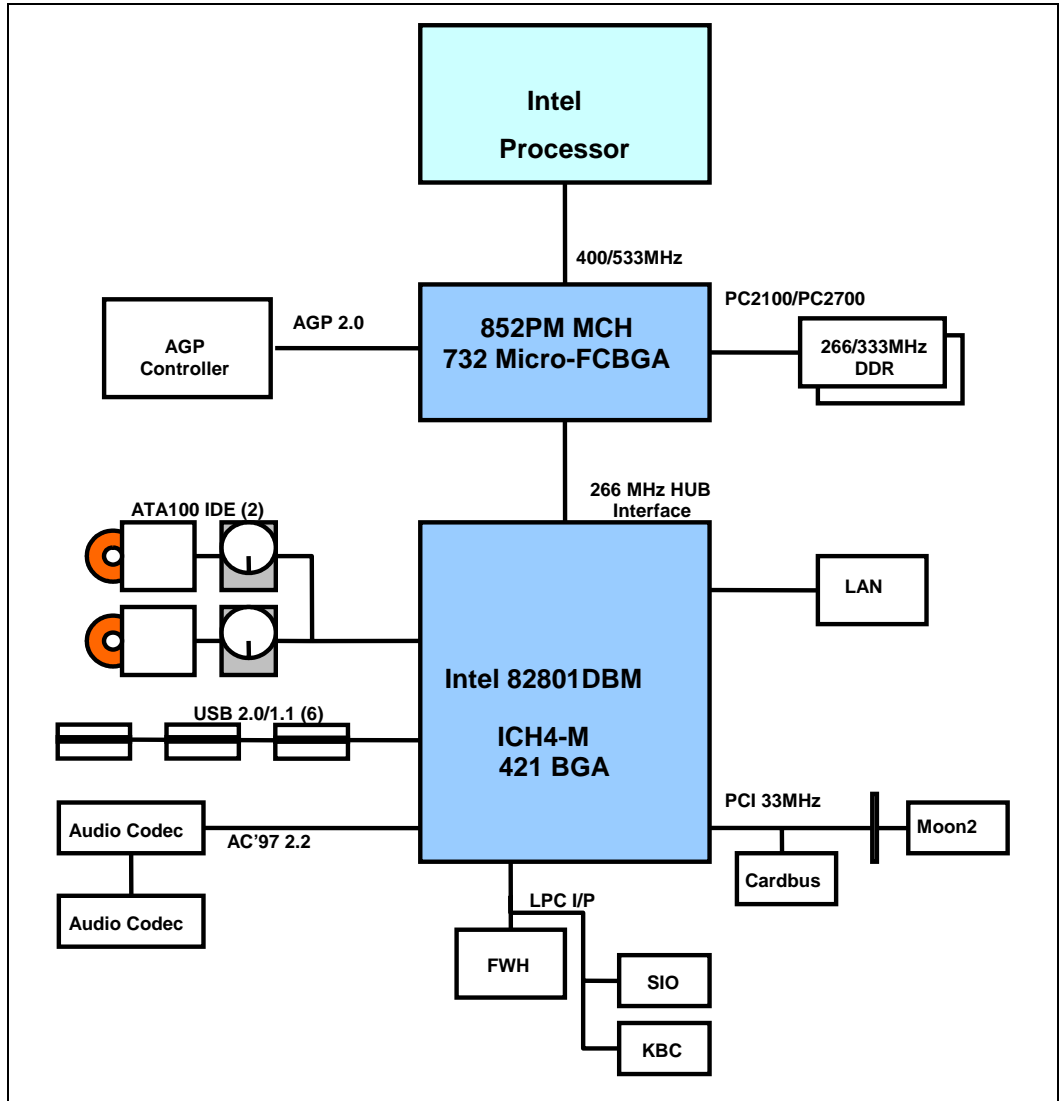 Intel
Processor
400/533MHz
PC2100/PC2700
AGP 2.0
AGP
Controller
852PM MCH
732 Micro-FCBGA
266/333MHz
DDR
266 MHz HUB
Interface
ATA100 IDE (2)
LAN
Intel 82801DBM
ICH4-M
421 BGA
USB 2.0/1.1 (6)
PCI 33MHz
Moon2
Audio Codec
AC'97 2.2
Cardbus
Audio Codec
LPC I/P
FWH
SIO
KBC